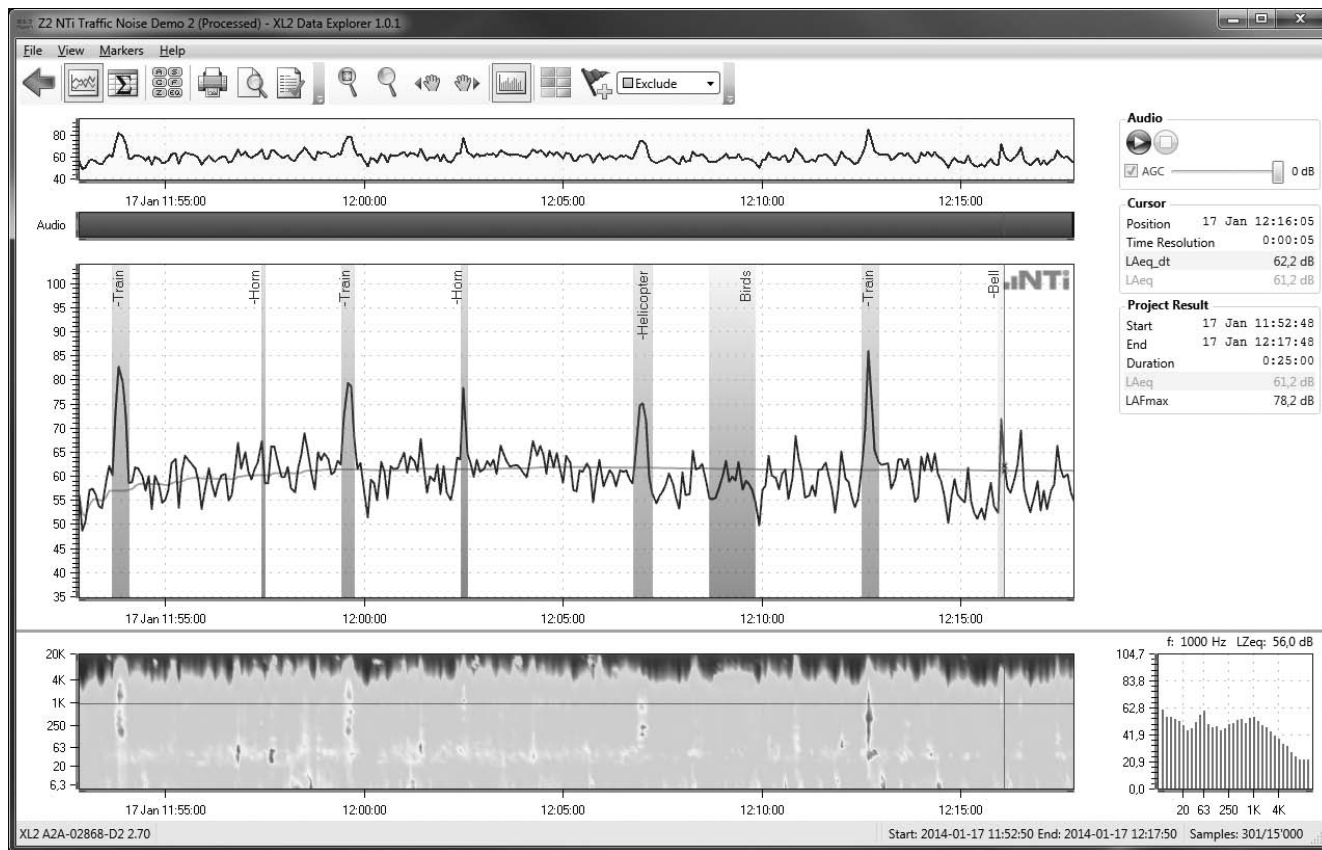 Z2 NTi Traffic Noise Demo 2 (Processed) - XL2 Data Explorer 1.0.1
File View Markers Help
A S
C F
Z EQ
Exclude
80
60
40
17 Jan 11:55:00 12:00:00 12:05:00 12:10:00 12:15:00
Audio
100
95
90
85
80
75
70
65
60
55
50
45
40
35
-Train
-Horn
-Train
-Horn
-Helicopter
Birds
-Train
-Bell
NTi
17 Jan 11:55:00 12:00:00 12:05:00 12:10:00 12:15:00
Audio
AGC 0 dB
Cursor
Position 17 Jan 12:16:05
Time Resolution 0:00:05
LAeq_dt 62,2 dB
LAeq 61,2 dB
Project Result
Start 17 Jan 11:52:48
End 17 Jan 12:17:48
Duration 0:25:00
LAeq 61,2 dB
LAFmax 78,2 dB
20K
4K
1K
250
63
20
6,3
17 Jan 11:55:00 12:00:00 12:05:00 12:10:00 12:15:00
f: 1000 Hz LZeq: 56,0 dB
104,7
83,8
62,8
41,9
20,9
0,0
20 63 250 1K 4K
XL2 A2A-02868-D2 2.70
Start: 2014-01-17 11:52:50 End: 2014-01-17 12:17:50 Samples: 301/15'000